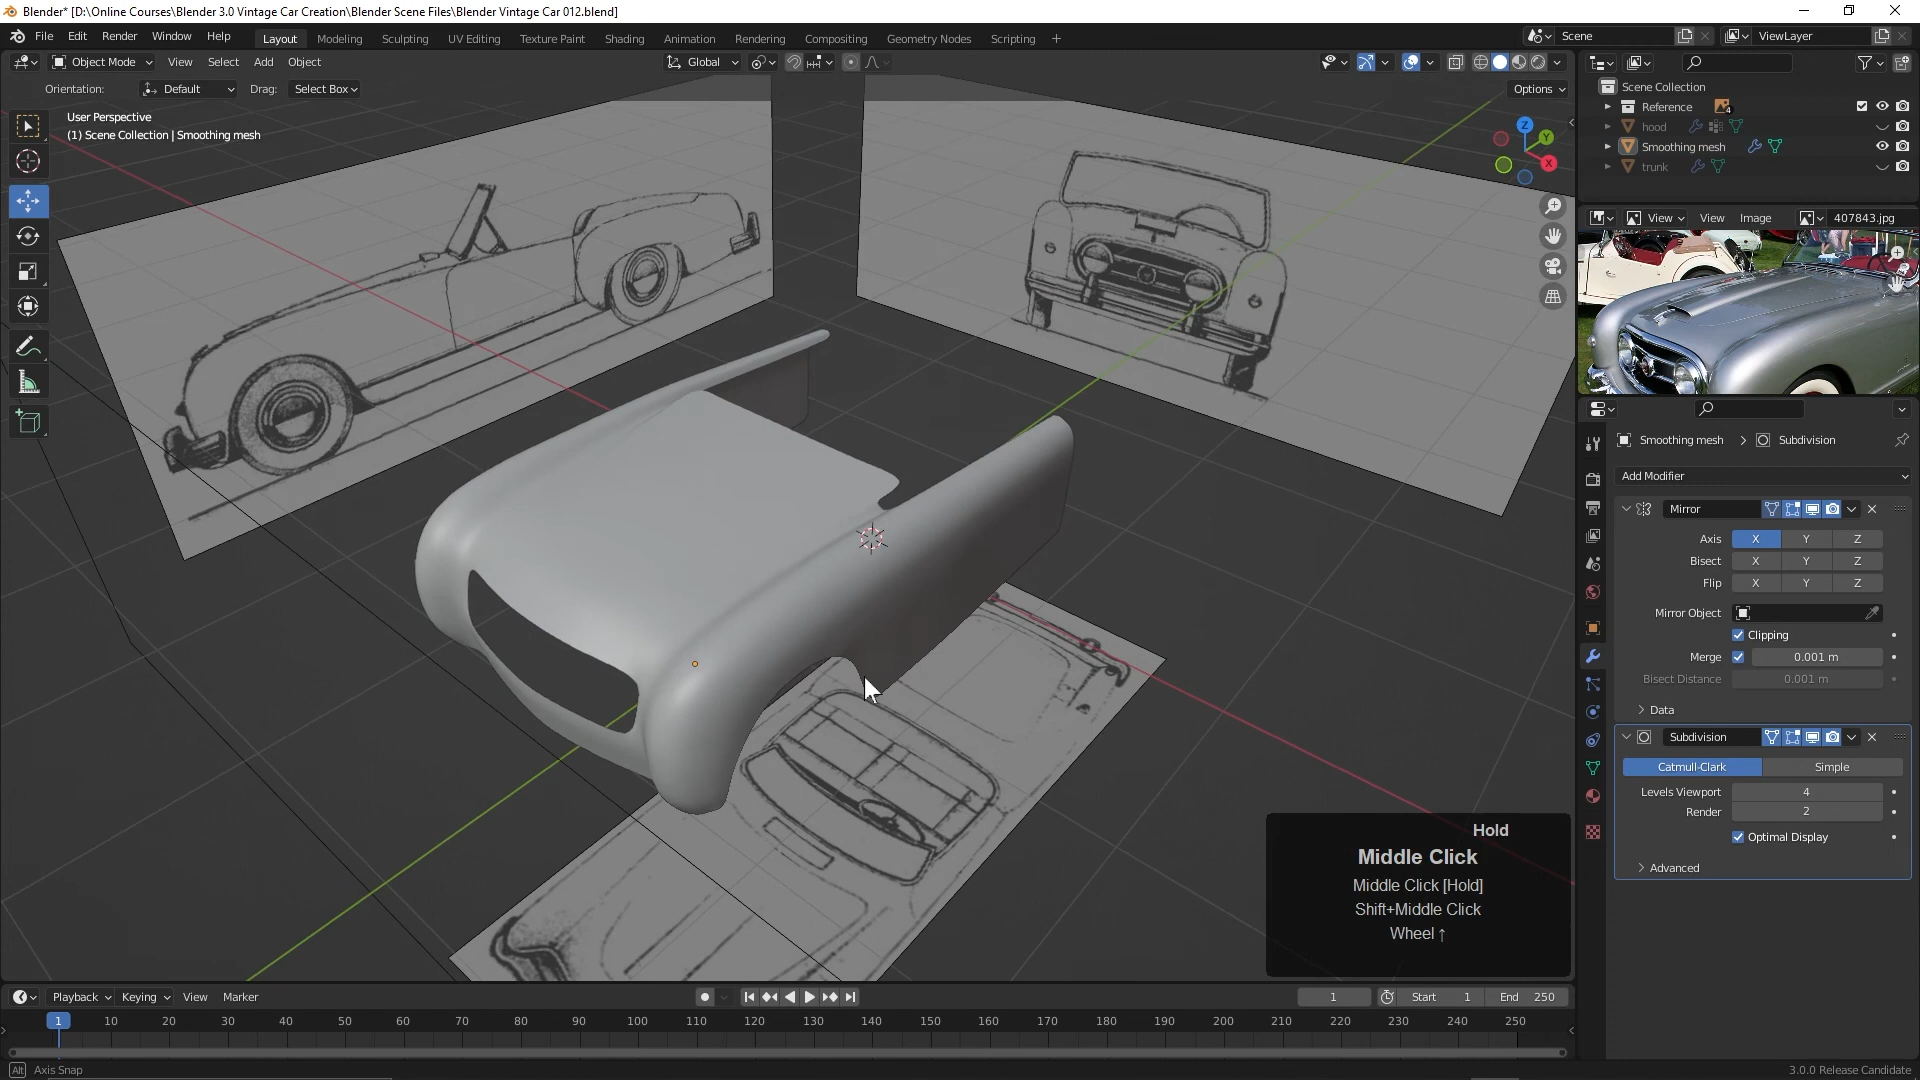 Blender* [D:\Online Courses\Blender 3.0 Vintage Car Creation\Blender Scene Files\Blender Vintage Car 012.blend]
File Edit Render Window Help
Layout Modeling Sculpting UV Editing Texture Paint Shading Animation Rendering Compositing Geometry Nodes Scripting +
Scene
ViewLayer
Object Mode View Select Add Object
Global
Orientation: Default Drag: Select Box
Options
User Perspective
(1) Scene Collection | Smoothing mesh
Z
Y
X
Scene Collection
Reference 4
hood
Smoothing mesh
trunk
View View Image 407843.jpg
Smoothing mesh > Subdivision
Add Modifier
Mirror
Axis X Y Z
Bisect X Y Z
Flip X Y Z
Mirror Object
Clipping
Merge 0.001 m
Bisect Distance 0.001 m
Data
Subdivision
Catmull-Clark Simple
Levels Viewport 4
Render 2
Optimal Display
Advanced
Hold
Middle Click
Middle Click [Hold]
Shift+Middle Click
Wheel ↑
Playback Keying View Marker
1
Start 1 End 250
1 10 20 30 40 50 60 70 80 90 100 110 120 130 140 150 160 170 180 190 200 210 220 230 240 250
Alt Axis Snap
3.0.0 Release Candidate